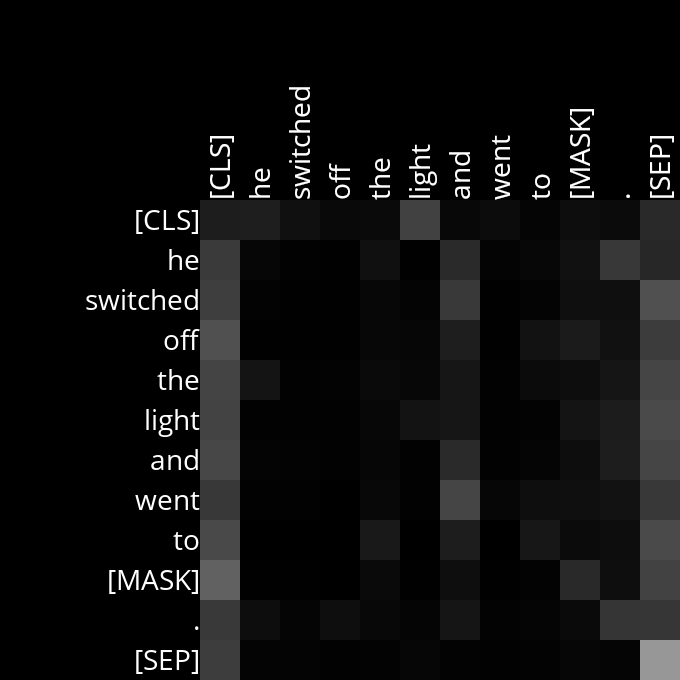 [CLS] he switched off the light and went to [MASK] . [SEP]
[CLS]
he
switched
off
the
light
and
went
to
[MASK]
.
[SEP]